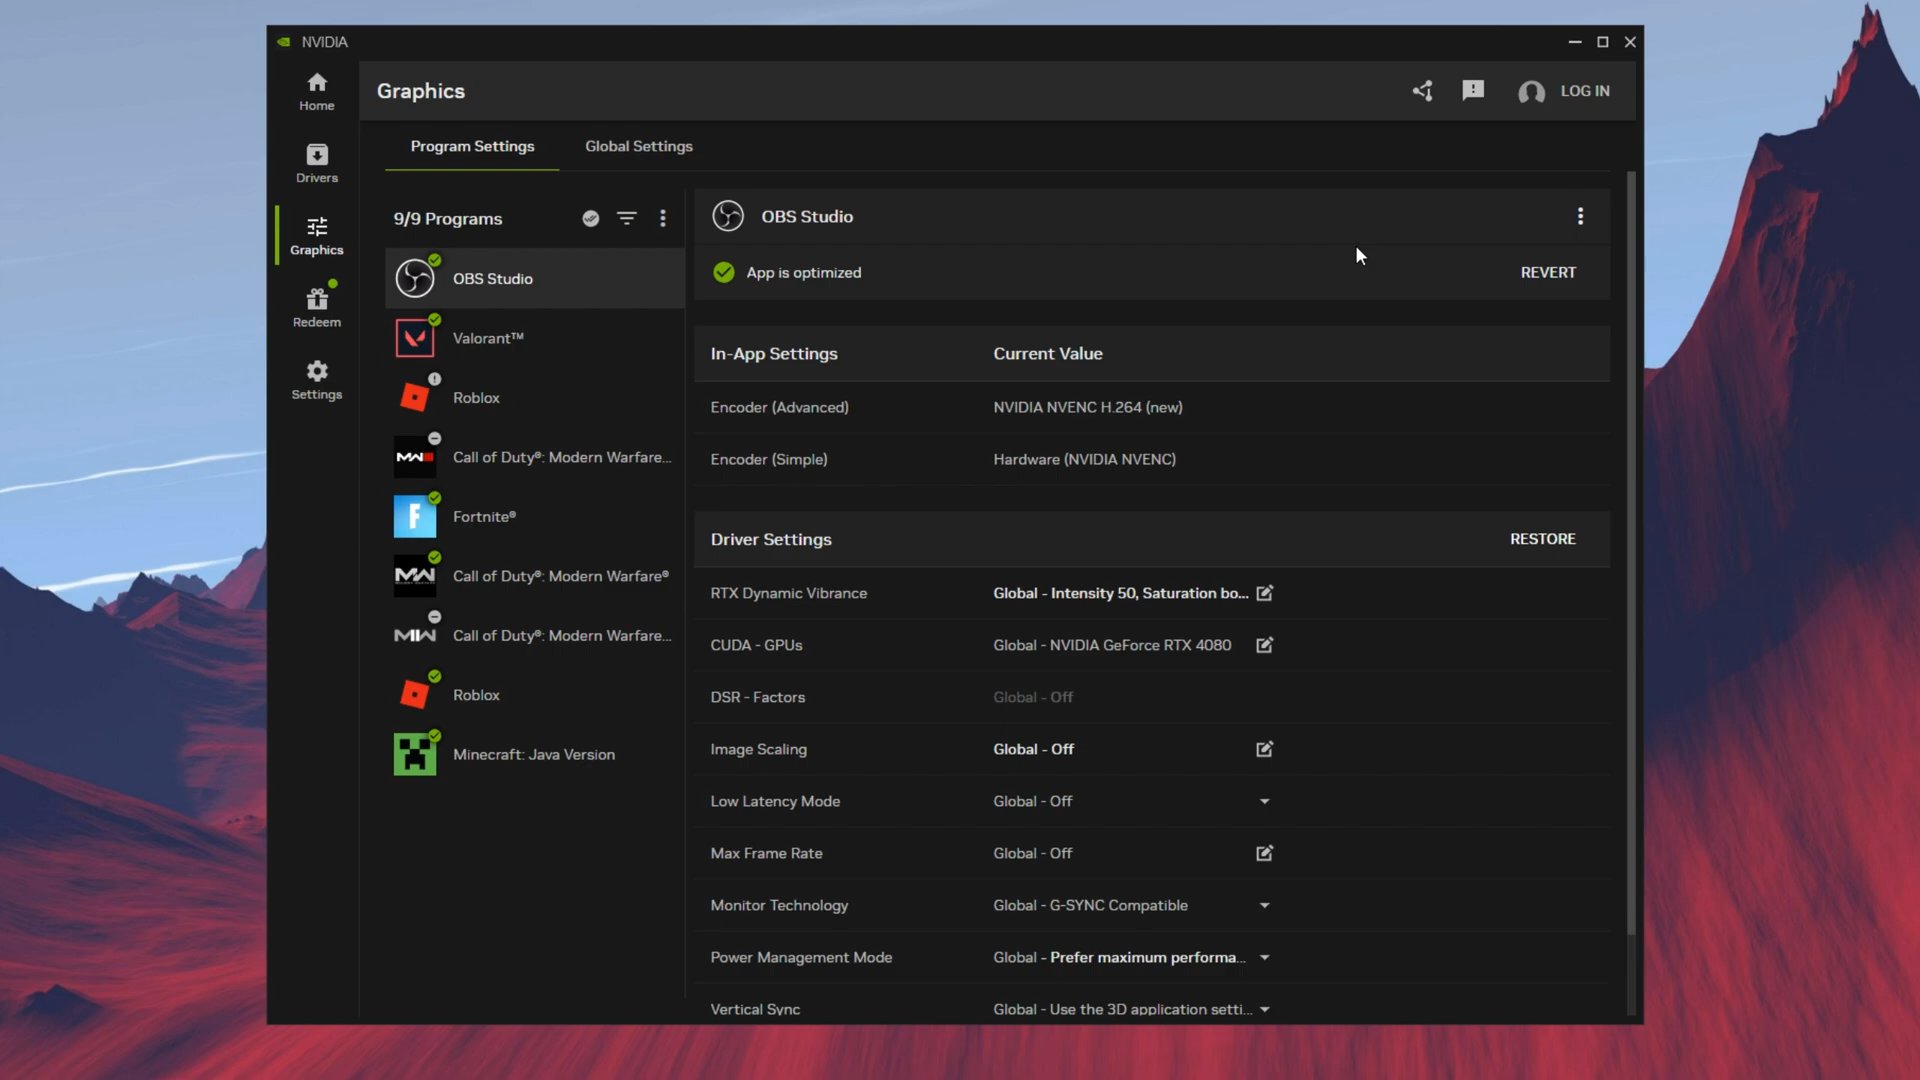 NVIDIA
Home
Drivers
Graphics
Redeem
Settings
Graphics
LOG IN
Program Settings
Global Settings
9/9 Programs
OBS Studio
Valorant™
Roblox
Call of Duty®: Modern Warfare...
Fortnite®
Call of Duty®: Modern Warfare®
Call of Duty®: Modern Warfare...
Roblox
Minecraft: Java Version
OBS Studio
App is optimized
REVERT
In-App Settings Current Value
Encoder (Advanced) NVIDIA NVENC H.264 (new)
Encoder (Simple) Hardware (NVIDIA NVENC)
Driver Settings RESTORE
RTX Dynamic Vibrance Global - Intensity 50, Saturation bo...
CUDA - GPUs Global - NVIDIA GeForce RTX 4080
DSR - Factors Global - Off
Image Scaling Global - Off
Low Latency Mode Global - Off
Max Frame Rate Global - Off
Monitor Technology Global - G-SYNC Compatible
Power Management Mode Global - Prefer maximum performa...
Vertical Sync Global - Use the 3D application setti...